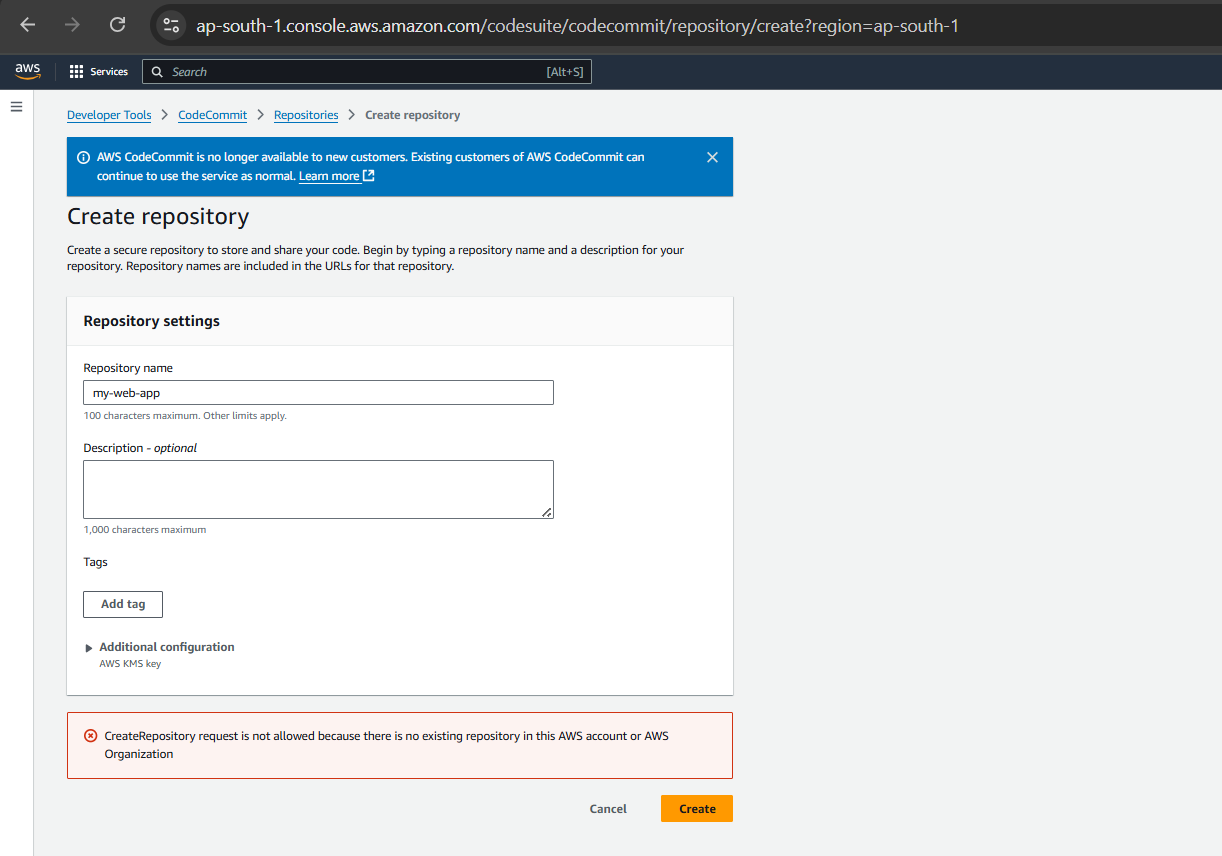 ap-south-1.console.aws.amazon.com/codesuite/codecommit/repository/create?region=ap-south-1
aws
Services
Search
[Alt+S]
Developer Tools > CodeCommit > Repositories > Create repository
AWS CodeCommit is no longer available to new customers. Existing customers of AWS CodeCommit can
continue to use the service as normal. Learn more
Create repository
Create a secure repository to store and share your code. Begin by typing a repository name and a description for your
repository. Repository names are included in the URLs for that repository.
Repository settings
Repository name
my-web-app
100 characters maximum. Other limits apply.
Description - optional
1,000 characters maximum
Tags
Add tag
Additional configuration
AWS KMS key
CreateRepository request is not allowed because there is no existing repository in this AWS account or AWS
Organization
Cancel
Create